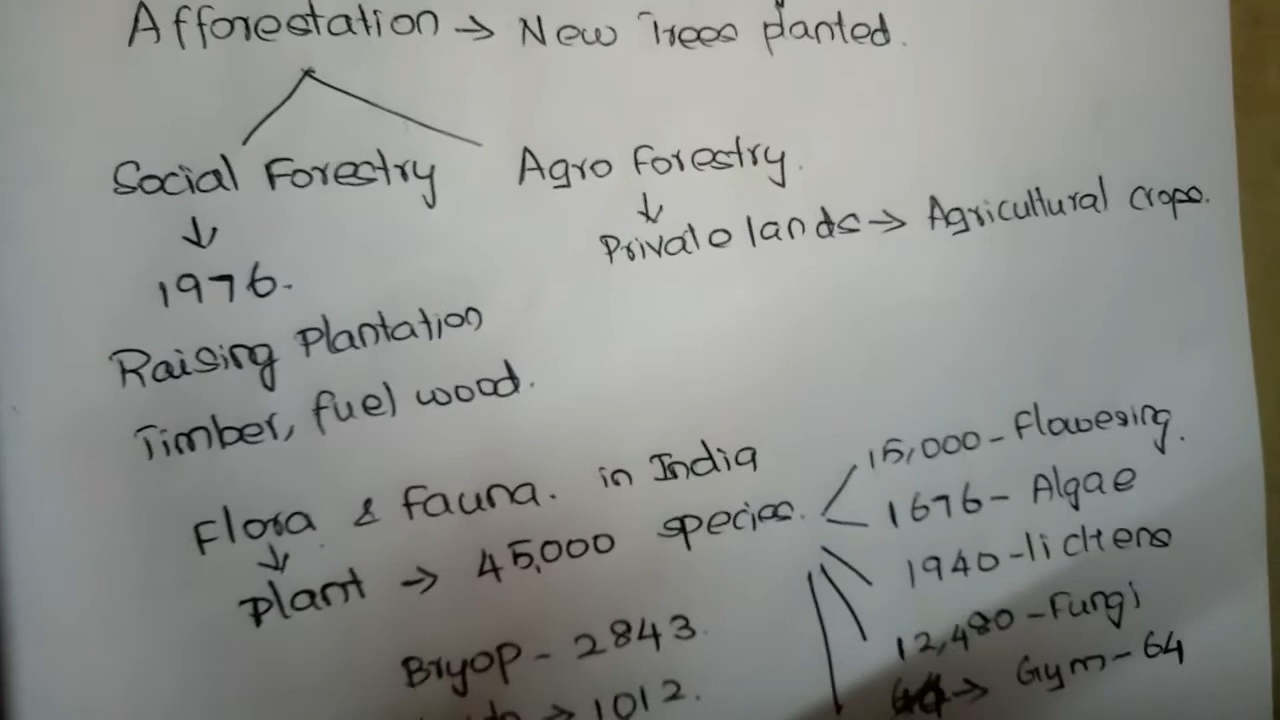 Afforestation → New Trees planted.
Social Forestry
Agro Forestry.
↓
↓
Private lands → Agricultural crops.
1976.
Raising Plantation
Timber, fuel wood.
Flora & Fauna. in India
↓
plant → 45,000 species.
15,000 - Flowering.
1676 - Algae
1940 - lichens
12,480 - Fungi
→ Gym - 64
Bryop - 2843.
→ 1012.